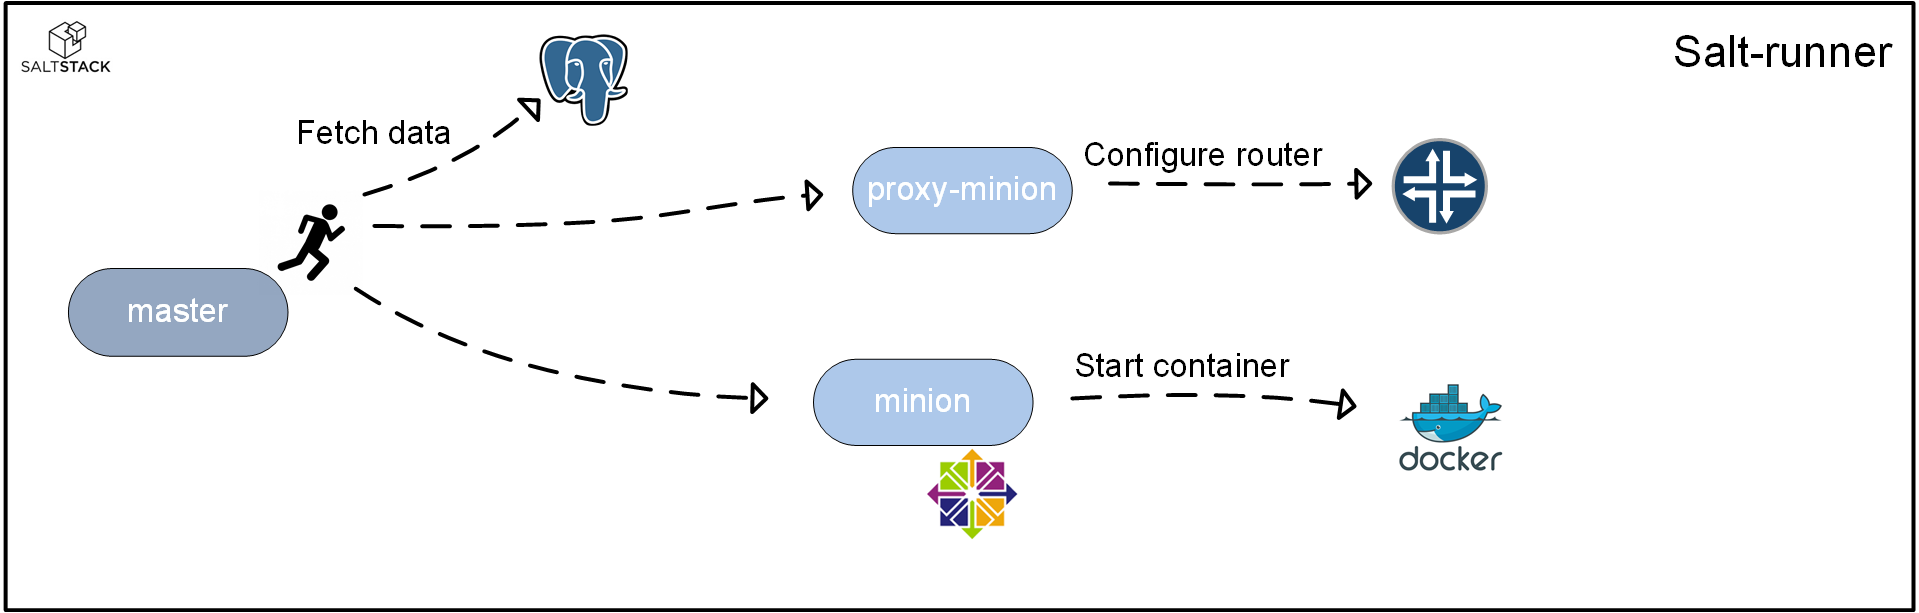 SALTSTACK
Salt-runner
Fetch data
proxy-minion
Configure router
master
minion
Start container
docker